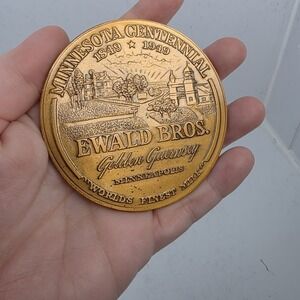 MINNESOTA CENTENNIAL
1849 ★ 1949
EWALD BROS.
Golden Guernsey
MINNEAPOLIS
WORLD'S FINEST MILK